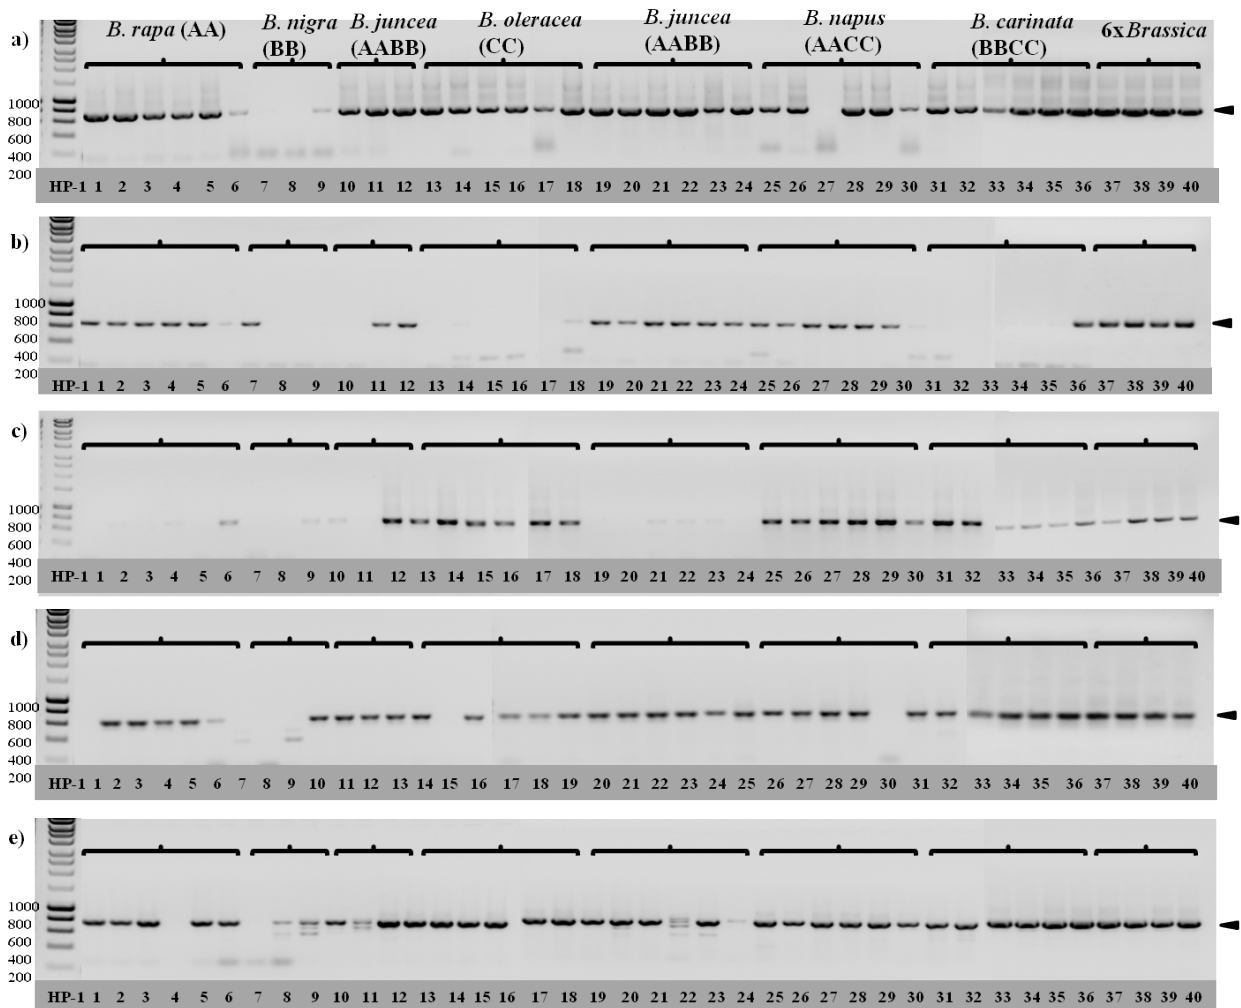 B. rapa (AA) B. nigra (BB) B. juncea (AABB) B. oleracea (CC) B. juncea (AABB) B. napus (AACC) B. carinata (BBCC) 6xBrassica
a)
1000
800
600
400
200
HP-1 1 2 3 4 5 6 7 8 9 10 11 12 13 14 15 16 17 18 19 20 21 22 23 24 25 26 27 28 29 30 31 32 33 34 35 36 37 38 39 40
b)
1000
800
400
200
HP-1 1 2 3 4 5 6 7 8 9 10 11 12 13 14 15 16 17 18 19 20 21 22 23 24 25 26 27 28 29 30 31 32 33 34 35 36 37 38 39 40
c)
1000
800
600
400
200
HP-1 1 2 3 4 5 6 7 8 9 10 11 12 13 14 15 16 17 18 19 20 21 22 23 24 25 26 27 28 29 30 31 32 33 34 35 36 37 38 39 40
d)
1000
800
600
400
200
HP-1 1 2 3 4 5 6 7 8 9 10 11 12 13 14 15 16 17 18 19 20 21 22 23 24 25 26 27 28 29 30 31 32 33 34 35 36 37 38 39 40
e)
1000
800
600
400
200
HP-1 1 2 3 4 5 6 7 8 9 10 11 12 13 14 15 16 17 18 19 20 21 22 23 24 25 26 27 28 29 30 31 32 33 34 35 36 37 38 39 40